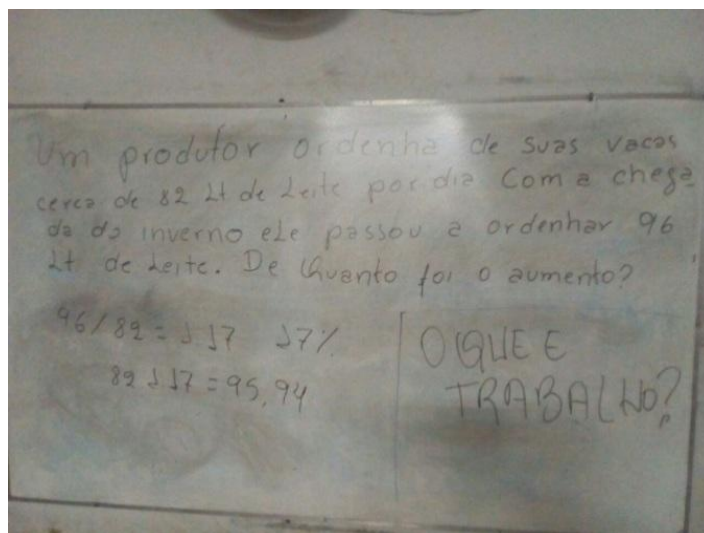 Um produtor ordenha de suas vacas
cerca de 82 Lt de Leite por dia Com a chega
da do inverno ele passou a ordenhar 96
Lt de Leite. De Quanto foi o aumento?
96/82 = 1 17 17%
82 1 17 = 95,94
O QUE E
TRABALHO?